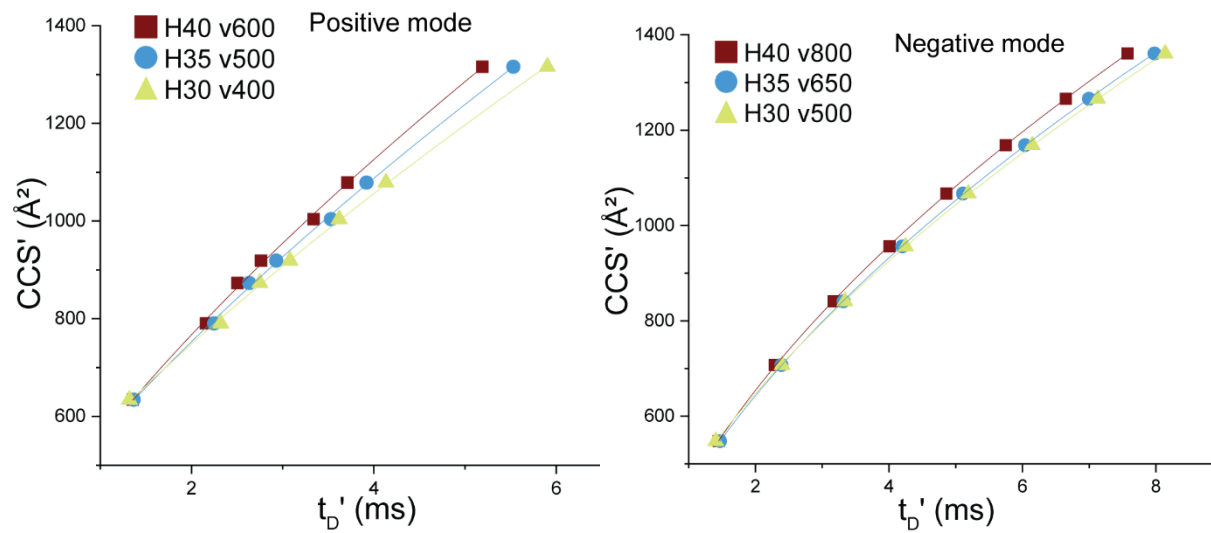 Positive mode
H40 v600
H35 v500
H30 v400
1400
1200
1000
800
600
CCS' (Å²)
2 4 6
t_D' (ms)
Negative mode
H40 v800
H35 v650
H30 v500
1400
1200
1000
800
600
CCS' (Å²)
2 4 6 8
t_D' (ms)